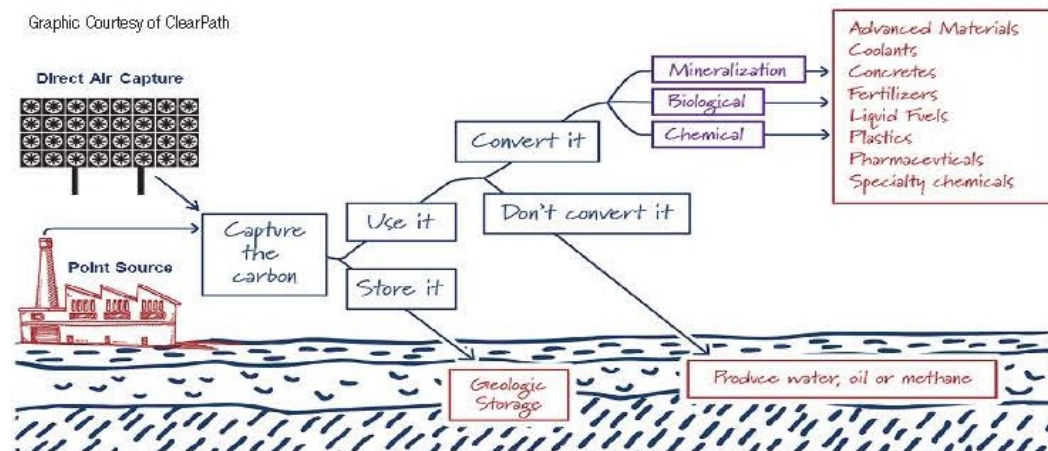 Graphic Courtesy of ClearPath
Direct Air Capture
Point Source
Capture
the
carbon
Use it
Store it
Convert it
Don't convert it
Mineralization
Biological
Chemical
Advanced Materials
Coolants
Concretes
Fertilizers
Liquid Fuels
Plastics
Pharmaceuticals
Specialty chemicals
Geologic
Storage
Produce water, oil or methane